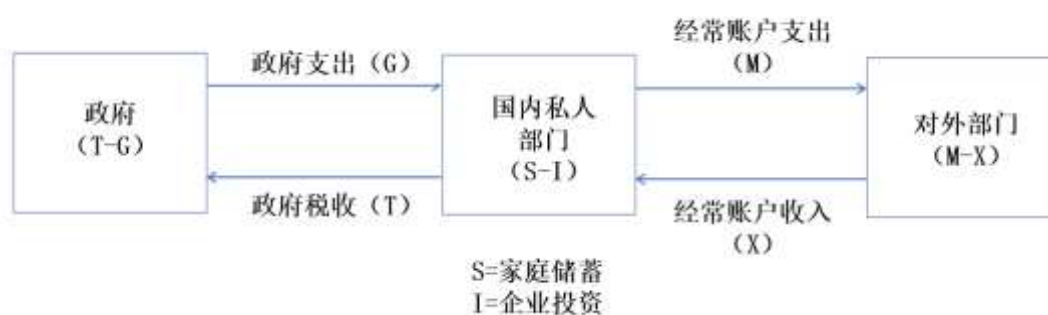 政府
（T-G）
政府支出（G）
政府税收（T）
国内私人
部门
（S-I）
经常账户支出
（M）
经常账户收入
（X）
对外部门
（M-X）
S=家庭储蓄
I=企业投资